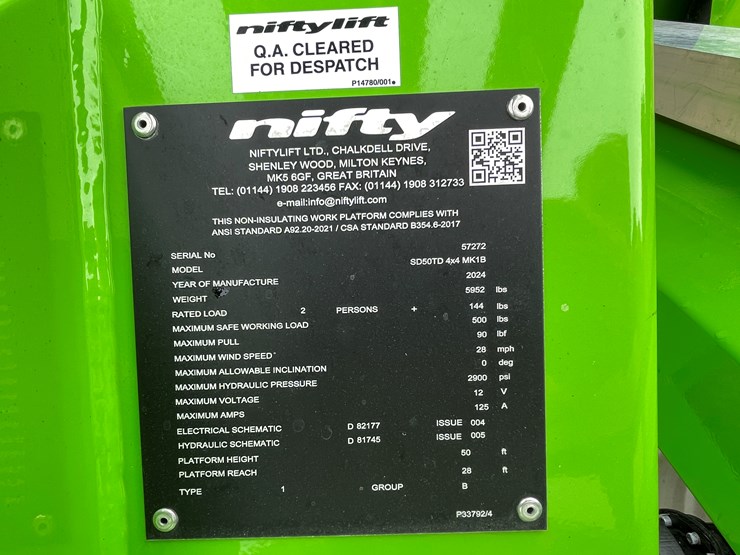 niftylift
Q.A. CLEARED
FOR DESPATCH
P14780/001
nifty
NIFTYLIFT LTD., CHALKDELL DRIVE,
SHENLEY WOOD, MILTON KEYNES,
MK5 6GF, GREAT BRITAIN
TEL: (01144) 1908 223456 FAX: (01144) 1908 312733
e-mail:info@niftylift.com
THIS NON-INSULATING WORK PLATFORM COMPLIES WITH
ANSI STANDARD A92.20-2021 / CSA STANDARD B354.6-2017
SERIAL No 57272
MODEL SD50TD 4x4 MK1B
YEAR OF MANUFACTURE 2024
WEIGHT 5952 lbs
RATED LOAD 2 PERSONS + 144 lbs
MAXIMUM SAFE WORKING LOAD 500 lbs
MAXIMUM PULL 90 lbf
MAXIMUM WIND SPEED 28 mph
MAXIMUM ALLOWABLE INCLINATION 0 deg
MAXIMUM HYDRAULIC PRESSURE 2900 psi
MAXIMUM VOLTAGE 12 V
MAXIMUM AMPS 125 A
ELECTRICAL SCHEMATIC D 82177 ISSUE 004
HYDRAULIC SCHEMATIC D 81745 ISSUE 005
PLATFORM HEIGHT 50 ft
PLATFORM REACH 28 ft
TYPE 1 GROUP B
P33792/4